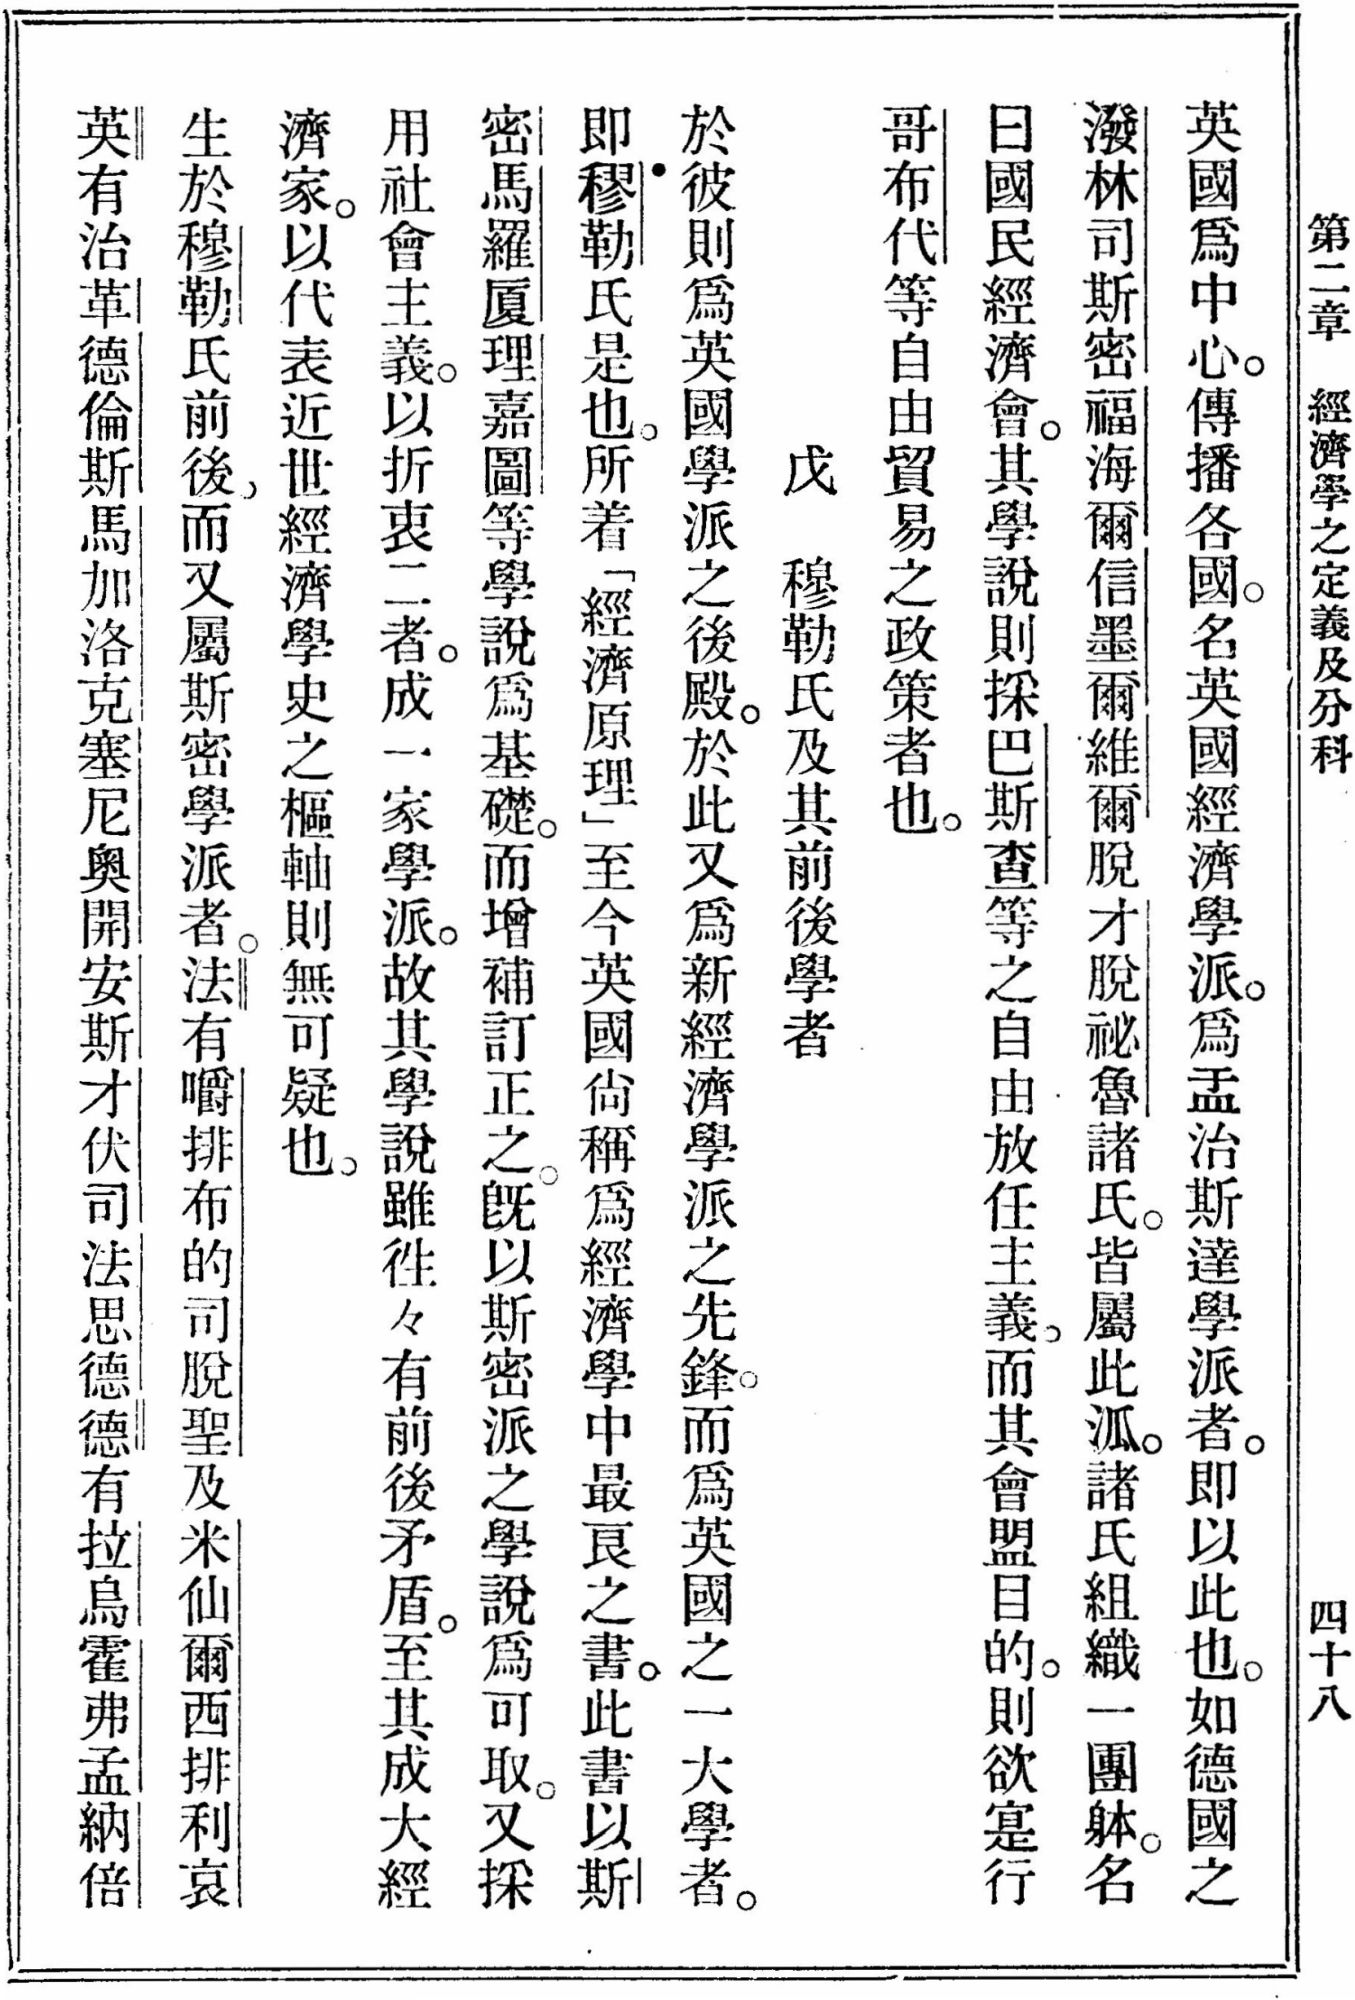 第二章　經濟學之定義及分科　四十八
英國爲中心。傳播各國。名英國經濟學派。爲孟治斯達學派者。卽以此也。如德國之
潑林司斯密福海爾信墨爾維爾脫才脫祕魯諸氏。皆屬此派。諸氏組織一團躰。名
曰國民經濟會。其學說則採巴斯查等之自由放任主義。而其會盟目的。則欲寔行
哥布代等自由貿易之政策者也。
戊　穆勒氏及其前後學者
於彼則爲英國學派之後殿。於此又爲新經濟學派之先鋒。而爲英國之一大學者。
卽穆勒氏是也。所着「經濟原理」至今英國尙稱爲經濟學中最良之書。此書以斯
密馬羅厦理嘉圖等學說爲基礎。而增補訂正之。旣以斯密派之學說爲可取。又採
用社會主義。以折衷二者。成一家學派。故其學說雖徃々有前後矛盾。至其成大經
濟家。以代表近世經濟學史之樞軸則無可疑也。
生於穆勒氏前後。而又屬斯密學派者。法有嚼排布的司脫聖及米仙爾西排利哀
英有治革德倫斯馬加洛克塞尼奥開安斯才伏司法思德德有拉烏霍弗孟納倍